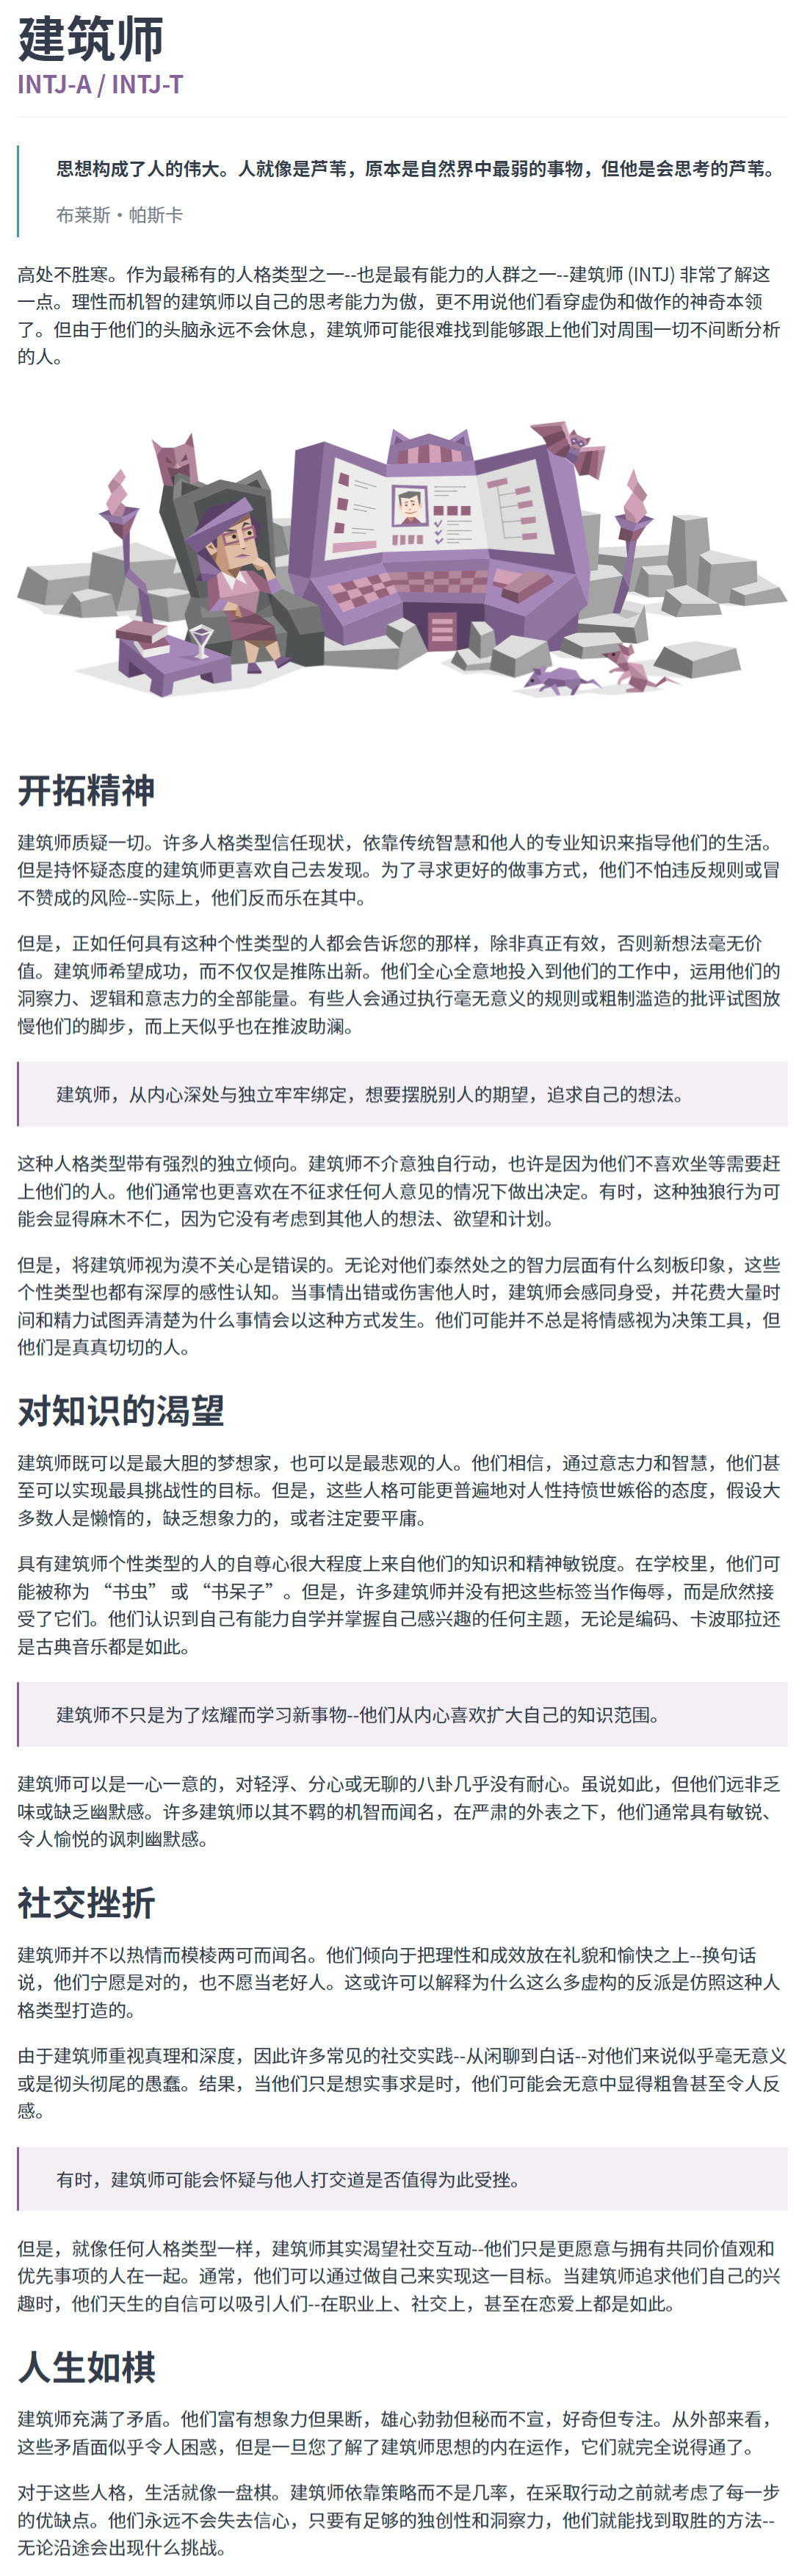 建筑师
INTJ-A / INTJ-T
思想构成了人的伟大。人就像是芦苇，原本是自然界中最弱的事物，但他是会思考的芦苇。
布莱斯·帕斯卡
高处不胜寒。作为最稀有的人格类型之一--也是最有能力的人群之一--建筑师 (INTJ) 非常了解这
一点。理性而机智的建筑师以自己的思考能力为傲，更不用说他们看穿虚伪和做作的神奇本领
了。但由于他们的头脑永远不会休息，建筑师可能很难找到能够跟上他们对周围一切不间断分析
的人。
开拓精神
建筑师质疑一切。许多人格类型信任现状，依靠传统智慧和他人的专业知识来指导他们的生活。
但是持怀疑态度的建筑师更喜欢自己去发现。为了寻求更好的做事方式，他们不怕违反规则或冒
不赞成的风险--实际上，他们反而乐在其中。
但是，正如任何具有这种个性类型的人都会告诉您的那样，除非真正有效，否则新想法毫无价
值。建筑师希望成功，而不仅仅是推陈出新。他们全心全意地投入到他们的工作中，运用他们的
洞察力、逻辑和意志力的全部能量。有些人会通过执行毫无意义的规则或粗制滥造的批评试图放
慢他们的脚步，而上天似乎也在推波助澜。
建筑师，从内心深处与独立牢牢绑定，想要摆脱别人的期望，追求自己的想法。
这种人格类型带有强烈的独立倾向。建筑师不介意独自行动，也许是因为他们不喜欢坐等需要赶
上他们的人。他们通常也更喜欢在不征求任何人意见的情况下做出决定。有时，这种独狼行为可
能会显得麻木不仁，因为它没有考虑到其他人的想法、欲望和计划。
但是，将建筑师视为漠不关心是错误的。无论对他们泰然处之的智力层面有什么刻板印象，这些
个性类型也都有深厚的感性认知。当事情出错或伤害他人时，建筑师会感同身受，并花费大量时
间和精力试图弄清楚为什么事情会以这种方式发生。他们可能并不总是将情感视为决策工具，但
他们是真真切切的人。
对知识的渴望
建筑师既可以是最大胆的梦想家，也可以是最悲观的人。他们相信，通过意志力和智慧，他们甚
至可以实现最具挑战性的目标。但是，这些人格可能更普遍地对人性持愤世嫉俗的态度，假设大
多数人是懒惰的，缺乏想象力的，或者注定要平庸。
具有建筑师个性类型的人的自尊心很大程度上来自他们的知识和精神敏锐度。在学校里，他们可
能被称为 “书虫” 或 “书呆子”。但是，许多建筑师并没有把这些标签当作侮辱，而是欣然接
受了它们。他们认识到自己有能力自学并掌握自己感兴趣的任何主题，无论是编码、卡波耶拉还
是古典音乐都是如此。
建筑师不只是为了炫耀而学习新事物--他们从内心喜欢扩大自己的知识范围。
建筑师可以是一心一意的，对轻浮、分心或无聊的八卦几乎没有耐心。虽说如此，但他们远非乏
味或缺乏幽默感。许多建筑师以其不羁的机智而闻名，在严肃的外表之下，他们通常具有敏锐、
令人愉悦的讽刺幽默感。
社交挫折
建筑师并不以热情而模棱两可而闻名。他们倾向于把理性和成效放在礼貌和愉快之上--换句话
说，他们宁愿是对的，也不愿当老好人。这或许可以解释为什么这么多虚构的反派是仿照这种人
格类型打造的。
由于建筑师重视真理和深度，因此许多常见的社交实践--从闲聊到白话--对他们来说似乎毫无意义
或是彻头彻尾的愚蠢。结果，当他们只是想实事求是时，他们可能会无意中显得粗鲁甚至令人反
感。
有时，建筑师可能会怀疑与他人打交道是否值得为此受挫。
但是，就像任何人格类型一样，建筑师其实渴望社交互动--他们只是更愿意与拥有共同价值观和
优先事项的人在一起。通常，他们可以通过做自己来实现这一目标。当建筑师追求他们自己的兴
趣时，他们天生的自信可以吸引人们--在职业上、社交上，甚至在恋爱上都是如此。
人生如棋
建筑师充满了矛盾。他们富有想象力但果断，雄心勃勃但秘而不宣，好奇但专注。从外部来看，
这些矛盾面似乎令人困惑，但是一旦您了解了建筑师思想的内在运作，它们就完全说得通了。
对于这些人格，生活就像一盘棋。建筑师依靠策略而不是几率，在采取行动之前就考虑了每一步
的优缺点。他们永远不会失去信心，只要有足够的独创性和洞察力，他们就能找到取胜的方法--
无论沿途会出现什么挑战。